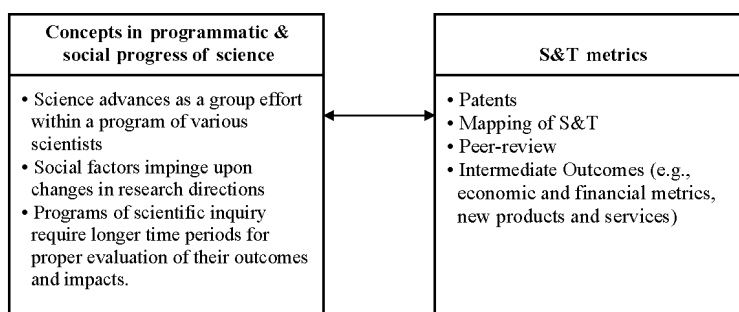 Concepts in programmatic &
social progress of science
• Science advances as a group effort
within a program of various
scientists
• Social factors impinge upon
changes in research directions
• Programs of scientific inquiry
require longer time periods for
proper evaluation of their outcomes
and impacts.
S&T metrics
• Patents
• Mapping of S&T
• Peer-review
• Intermediate Outcomes (e.g.,
economic and financial metrics,
new products and services)